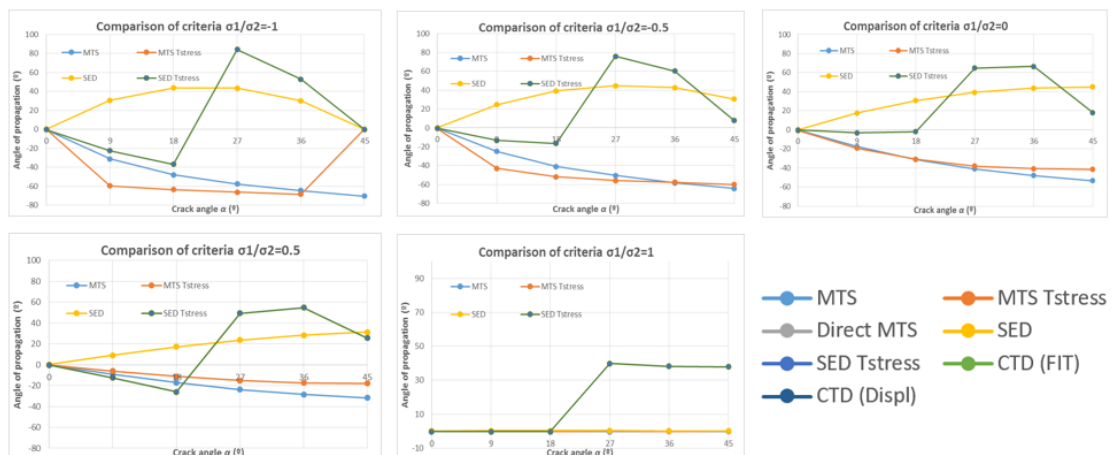 Comparison of criteria σ1/σ2=-1
MTS
MTS Tstress
SED
SED Tstress
Angle of propagation (º)
100
80
60
40
20
0
-20
-40
-60
-80
0
9
18
27
36
45
Crack angle α (º)
Comparison of criteria σ1/σ2=-0.5
MTS
MTS Tstress
SED
SED Tstress
Angle of propagation (º)
100
80
60
40
20
0
-20
-40
-60
-80
0
9
18
27
36
45
Crack angle α (º)
Comparison of criteria σ1/σ2=0
MTS
MTS Tstress
SED
SED Tstress
Angle of propagation (º)
100
80
60
40
20
0
-20
-40
-60
-80
0
9
18
27
36
45
Crack angle α (º)
Comparison of criteria σ1/σ2=0.5
MTS
MTS Tstress
SED
SED Tstress
Angle of propagation (º)
100
80
60
40
20
0
-20
-40
-60
-80
0
9
18
27
36
45
Crack angle α (º)
Comparison of criteria σ1/σ2=1
MTS
MTS Tstress
SED
SED Tstress
Angle of propagation (º)
90
70
50
30
10
-10
0
9
18
27
36
45
Crack angle α (º)
MTS
MTS Tstress
Direct MTS
SED
SED Tstress
CTD (FIT)
CTD (Displ)